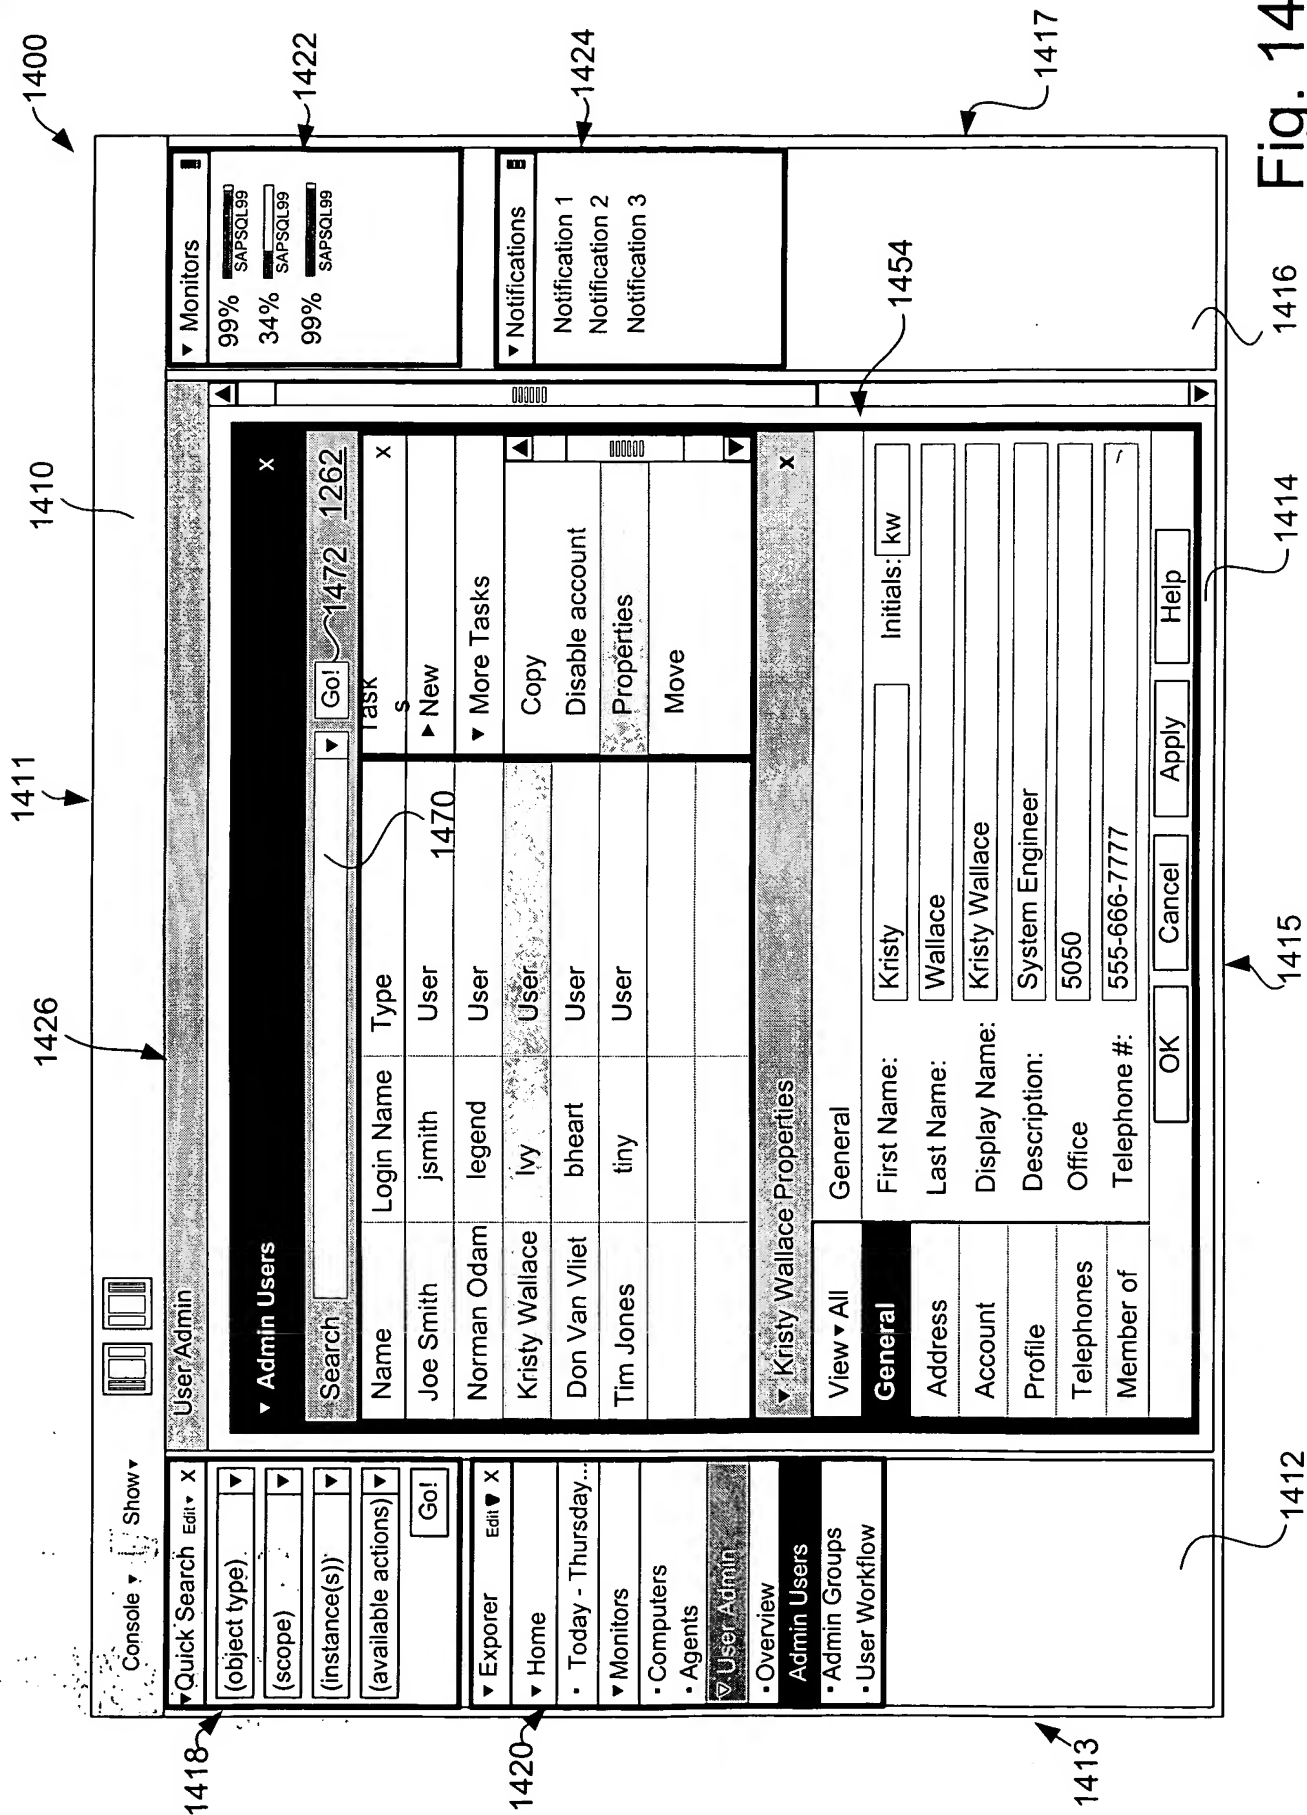 1400
1411
1410
1426
Console ▾ Show▾
1422
1424
1417
1418
▾Quick Search Edit▾ X
(object type)
(scope)
(instance(s))
(available actions)
Go!
1420
▾ Exporer Edit X
▾ Home
• Today - Thursday...
▾Monitors
• Computers
• Agents
User Admin
• Overview
Admin Users
• Admin Groups
• User Workflow
1412
1413
User Admin
▾ Admin Users X
Search Go! 1472 1262
1470
Name Login Name Type
Joe Smith jsmith User
Norman Odam legend User
Kristy Wallace Ivy User
Don Van Vliet bheart User
Tim Jones tiny User
Task X
s
▸New
▾ More Tasks
Copy
Disable account
Properties
Move
▾ Kristy Wallace Properties X
View ▾ All General
General
Address
Account
Profile
Telephones
Member of
First Name: Kristy Initials: kw
Last Name: Wallace
Display Name: Kristy Wallace
Description: System Engineer
Office 5050
Telephone #: 555-666-7777
OK Cancel Apply Help
1454
▾ Monitors
99% SAPSQL99
34% SAPSQL99
99% SAPSQL99
▾ Notifications
Notification 1
Notification 2
Notification 3
1415
1414
1416
Fig. 14